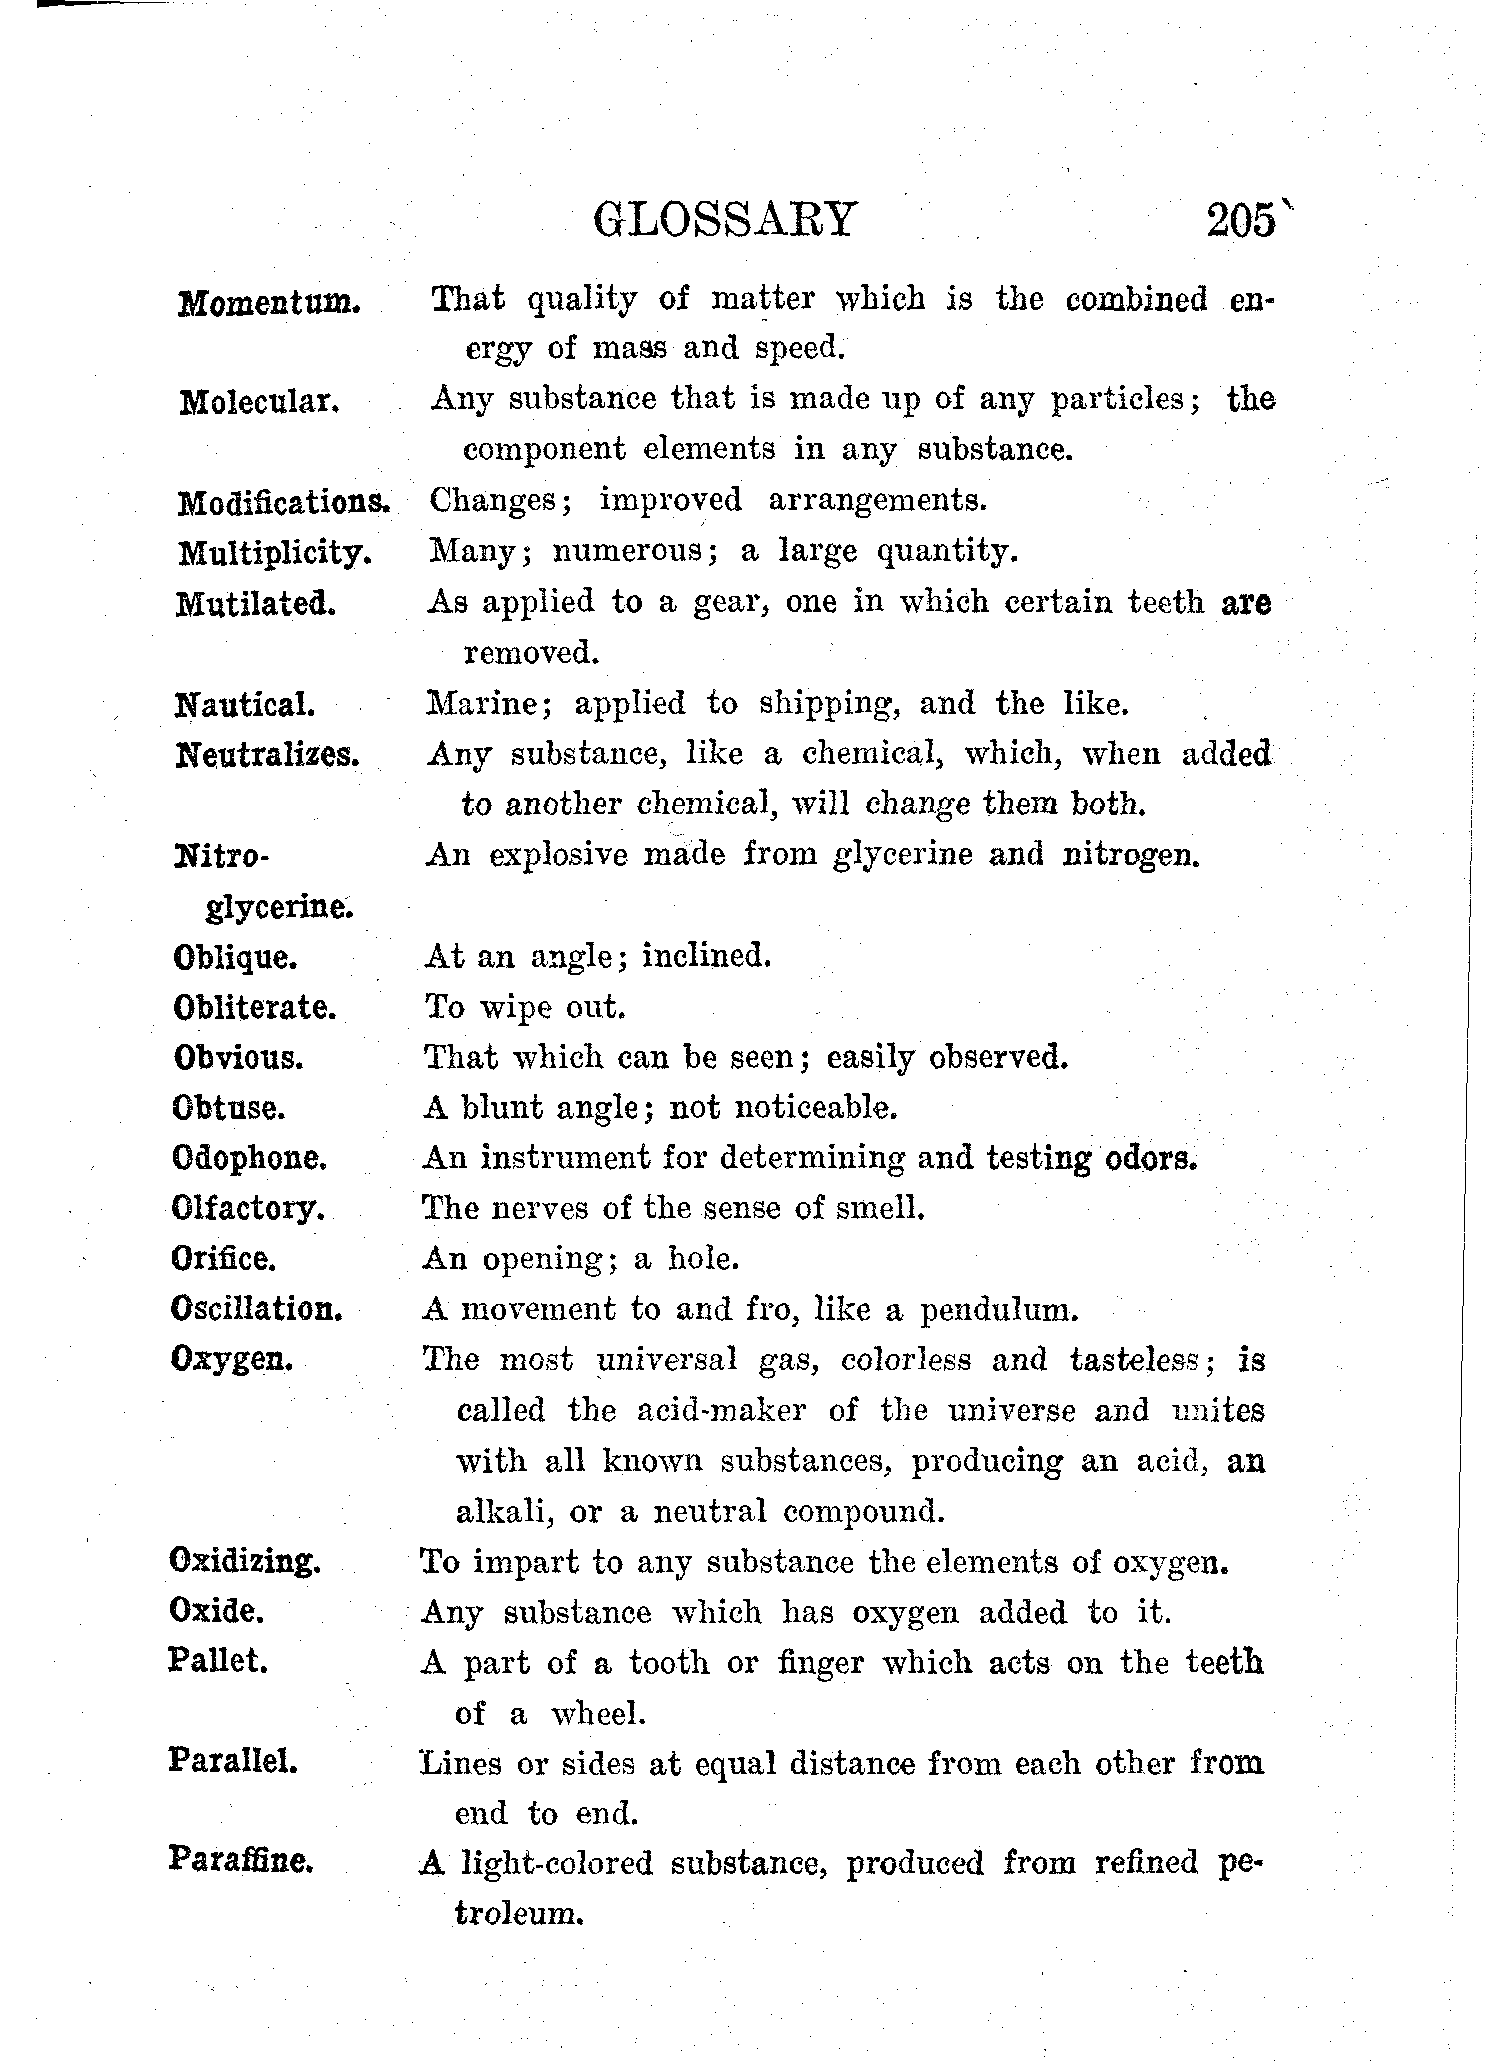 GLOSSARY 205
Momentum. That quality of matter which is the combined en-
ergy of mass and speed.
Molecular. Any substance that is made up of any particles; the
component elements in any substance.
Modifications. Changes; improved arrangements.
Multiplicity. Many; numerous; a large quantity.
Mutilated. As applied to a gear, one in which certain teeth are
removed.
Nautical. Marine; applied to shipping, and the like.
Neutralizes. Any substance, like a chemical, which, when added
to another chemical, will change them both.
Nitro- An explosive made from glycerine and nitrogen.
glycerine.
Oblique. At an angle; inclined.
Obliterate. To wipe out.
Obvious. That which can be seen; easily observed.
Obtuse. A blunt angle; not noticeable.
Odophone. An instrument for determining and testing odors.
Olfactory. The nerves of the sense of smell.
Orifice. An opening; a hole.
Oscillation. A movement to and fro, like a pendulum.
Oxygen. The most universal gas, colorless and tasteless; is
called the acid-maker of the universe and unites
with all known substances, producing an acid, an
alkali, or a neutral compound.
Oxidizing. To impart to any substance the elements of oxygen.
Oxide. Any substance which has oxygen added to it.
Pallet. A part of a tooth or finger which acts on the teeth
of a wheel.
Parallel. Lines or sides at equal distance from each other from
end to end.
Paraffine. A light-colored substance, produced from refined pe-
troleum.